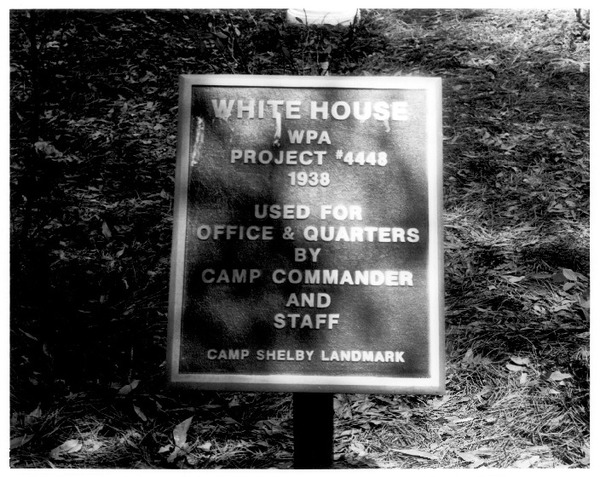 WHITE HOUSE
WPA
PROJECT #4448
1938
USED FOR
OFFICE & QUARTERS
BY
CAMP COMMANDER
AND
STAFF
CAMP SHELBY LANDMARK